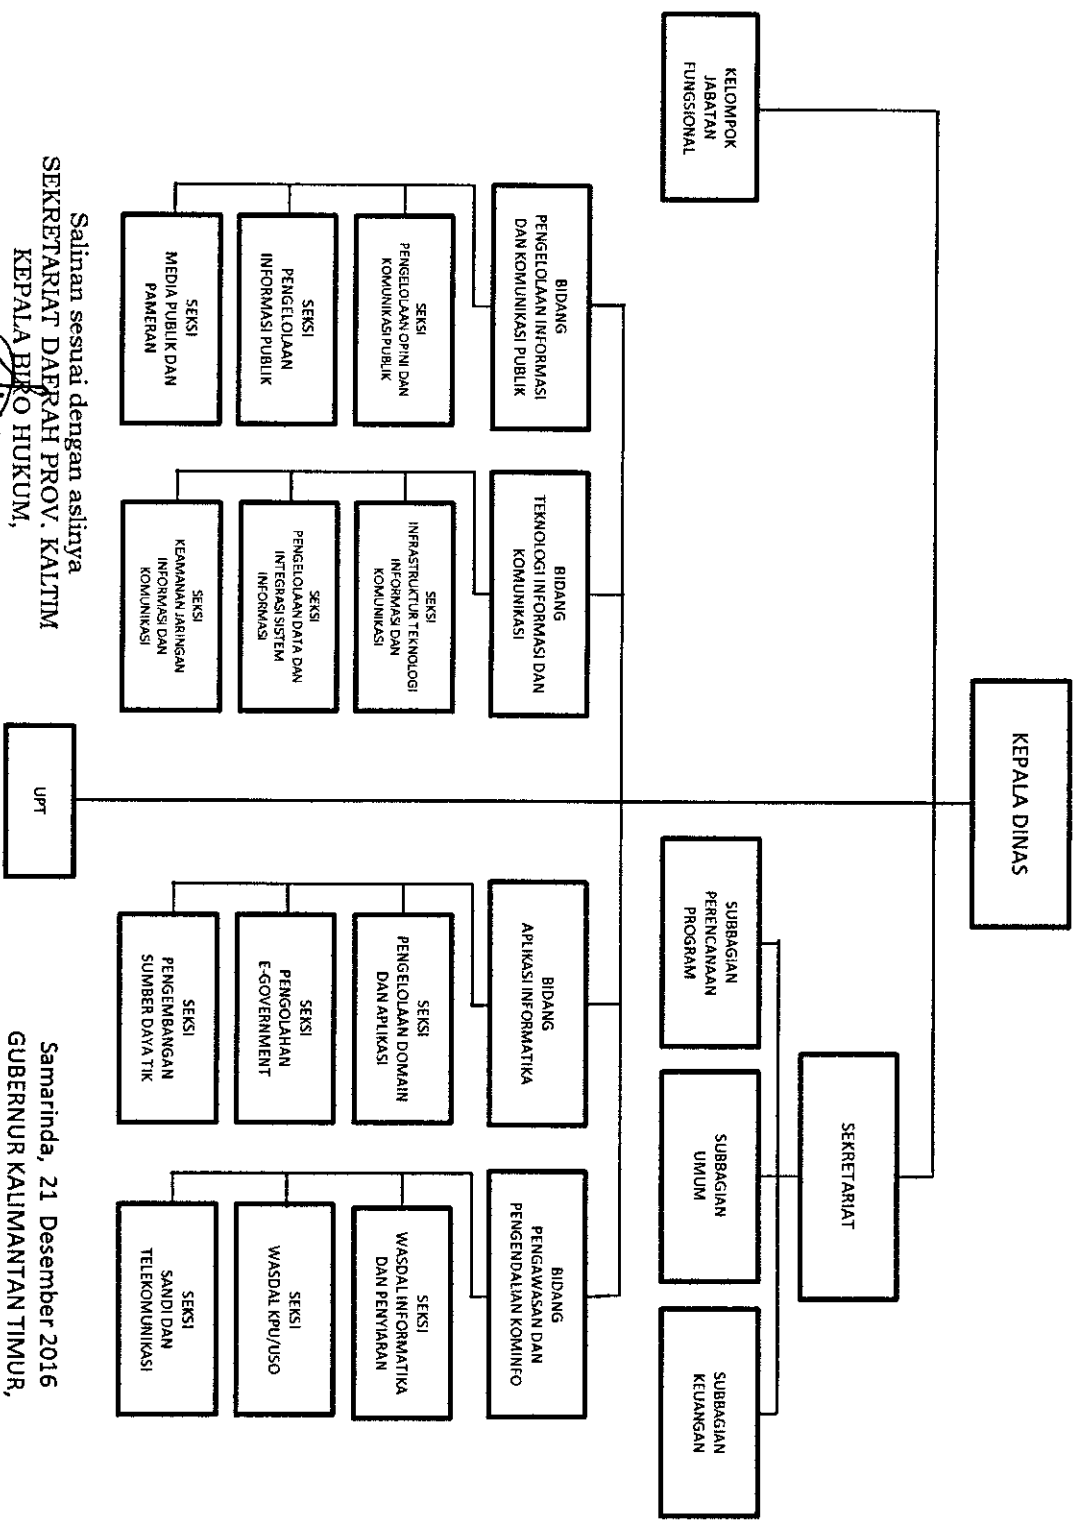 KEPALA DINAS
KELOMPOK
JABATAN
FUNGSIONAL
SEKRETARIAT
SUBBAGIAN
PERENCANAAN
PROGRAM
SUBBAGIAN
UMUM
SUBBAGIAN
KEUANGAN
BIDANG
PENGELOLAAN INFORMASI
DAN KOMUNIKASI PUBLIK
SEKSI
PENGELOLAAN OPINI DAN
KOMUNIKASI PUBLIK
SEKSI
PENGELOLAAN
INFORMASI PUBLIK
SEKSI
MEDIA PUBLIK DAN
PAMERAN
BIDANG
TEKNOLOGI INFORMASI DAN
KOMUNIKASI
SEKSI
INFRASTRUKTUR TEKNOLOGI
INFORMASI DAN
KOMUNIKASI
SEKSI
PENGELOLAAN DATA DAN
INTEGRASI SISTEM
INFORMASI
SEKSI
KEAMANAN JARINGAN
INFORMASI DAN
KOMUNIKASI
BIDANG
APLIKASI INFORMATIKA
SEKSI
PENGELOLAAN DOMAIN
DAN APLIKASI
SEKSI
PENGOLAHAN
E-GOVERNMENT
SEKSI
PENGEMBANGAN
SUMBER DAYA TIK
BIDANG
PENGAWASAN DAN
PENGENDALIAN KOMINFO
SEKSI
WASDAL INFORMATIKA
DAN PENYIARAN
SEKSI
WASDAL KPU/USO
SEKSI
SANDI DAN
TELEKOMUNIKASI
UPT
Salinan sesuai dengan aslinya
SEKRETARIAT DAERAH PROV. KALTIM
KEPALA BIRO HUKUM,
Samarinda, 21 Desember 2016
GUBERNUR KALIMANTAN TIMUR,